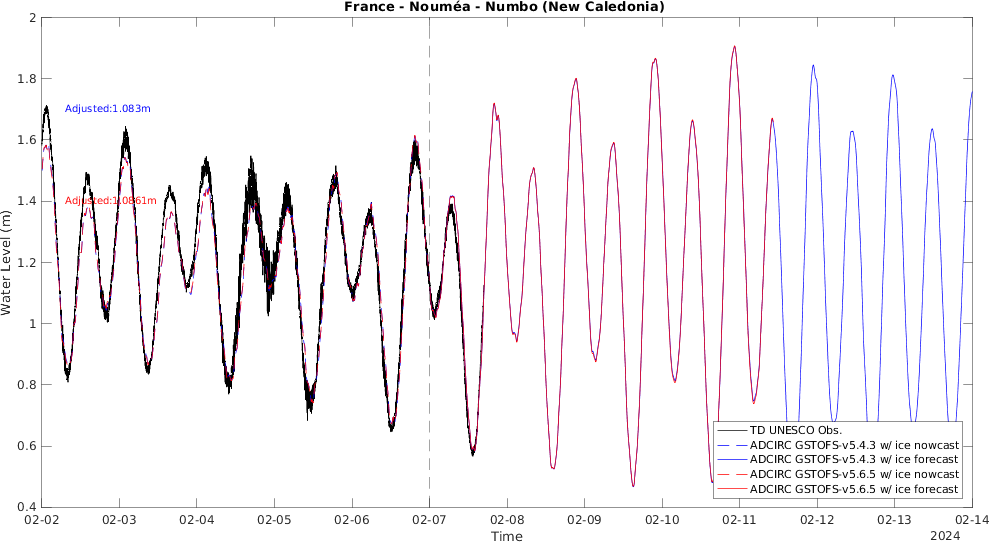 France - Nouméa - Numbo (New Caledonia)
2
1.8
1.6
1.4
1.2
1
0.8
0.6
0.4
Water Level (m)
Adjusted:1.083m
Adjusted:1.0861m
TD UNESCO Obs.
ADCIRC GSTOFS-v5.4.3 w/ ice nowcast
ADCIRC GSTOFS-v5.4.3 w/ ice forecast
ADCIRC GSTOFS-v5.6.5 w/ ice nowcast
ADCIRC GSTOFS-v5.6.5 w/ ice forecast
02-02 02-03 02-04 02-05 02-06 02-07 02-08 02-09 02-10 02-11 02-12 02-13 02-14
Time
2024